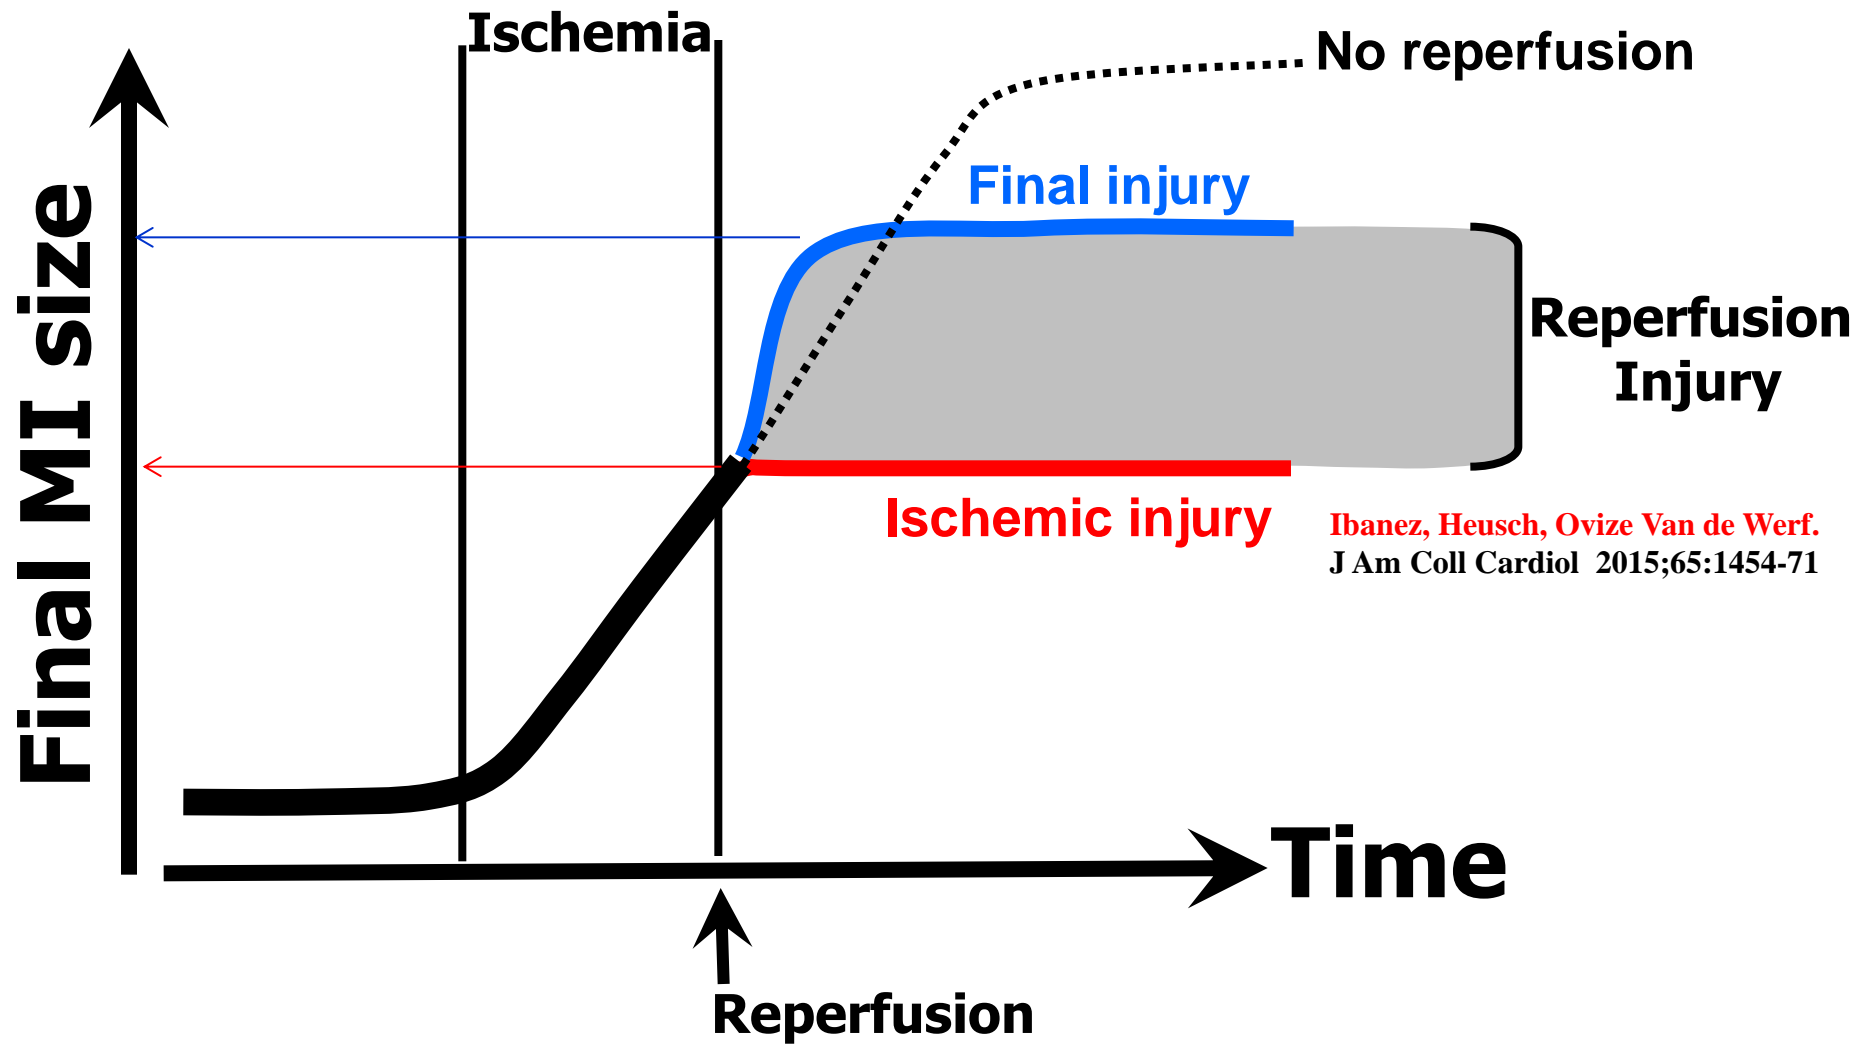 Ischemia
No reperfusion
Final injury
Final MI size
Reperfusion
Injury
Ischemic injury
Ibanez, Heusch, Ovize Van de Werf.
J Am Coll Cardiol 2015;65:1454-71
Time
Reperfusion